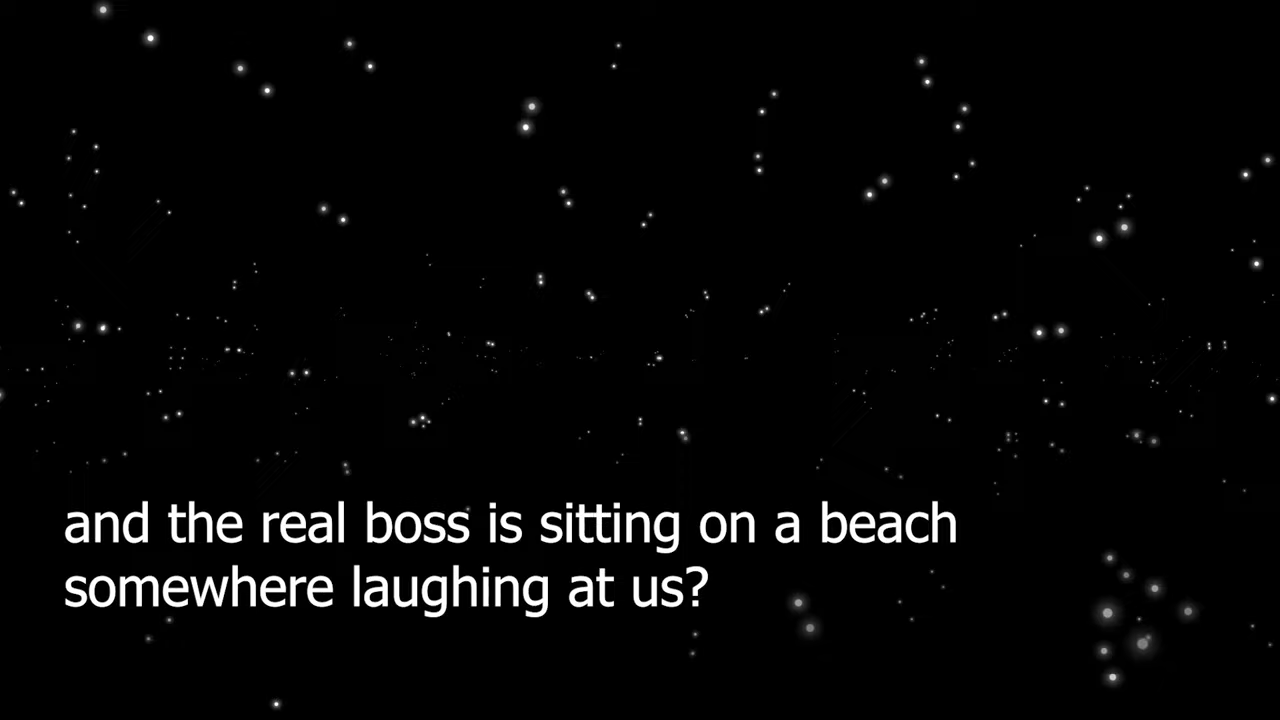 and the real boss is sitting on a beach
somewhere laughing at us?